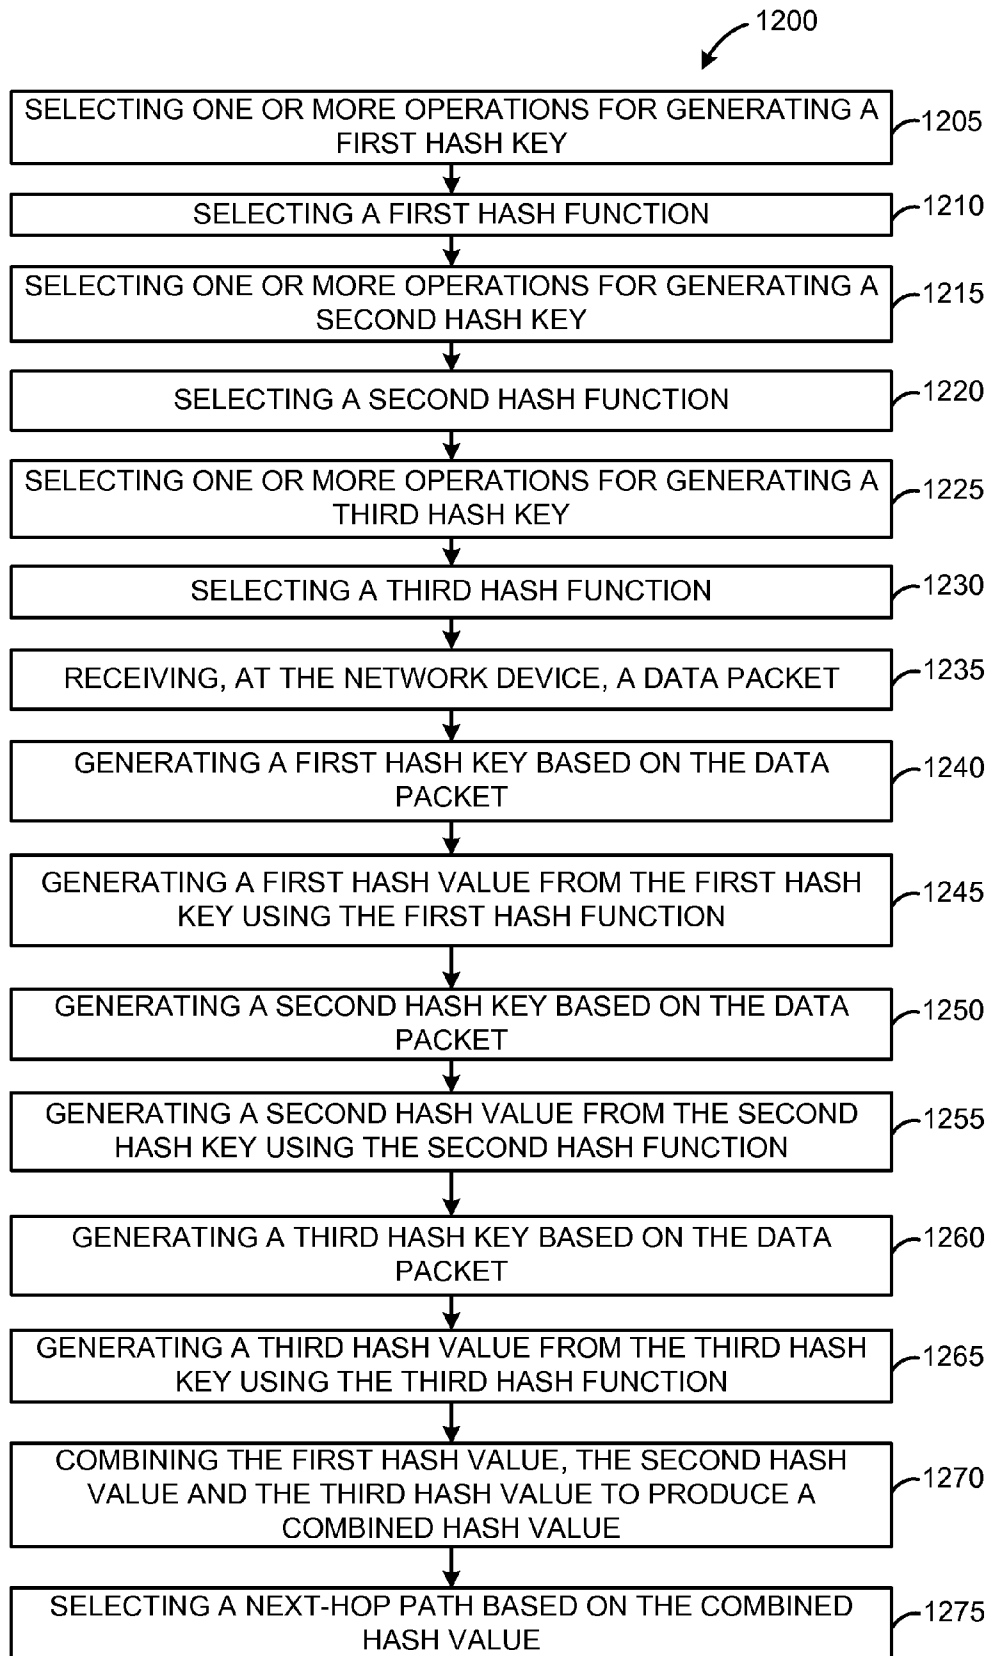 1200
SELECTING ONE OR MORE OPERATIONS FOR GENERATING A
FIRST HASH KEY
1205
SELECTING A FIRST HASH FUNCTION
1210
SELECTING ONE OR MORE OPERATIONS FOR GENERATING A
SECOND HASH KEY
1215
SELECTING A SECOND HASH FUNCTION
1220
SELECTING ONE OR MORE OPERATIONS FOR GENERATING A
THIRD HASH KEY
1225
SELECTING A THIRD HASH FUNCTION
1230
RECEIVING, AT THE NETWORK DEVICE, A DATA PACKET
1235
GENERATING A FIRST HASH KEY BASED ON THE DATA
PACKET
1240
GENERATING A FIRST HASH VALUE FROM THE FIRST HASH
KEY USING THE FIRST HASH FUNCTION
1245
GENERATING A SECOND HASH KEY BASED ON THE DATA
PACKET
1250
GENERATING A SECOND HASH VALUE FROM THE SECOND
HASH KEY USING THE SECOND HASH FUNCTION
1255
GENERATING A THIRD HASH KEY BASED ON THE DATA
PACKET
1260
GENERATING A THIRD HASH VALUE FROM THE THIRD HASH
KEY USING THE THIRD HASH FUNCTION
1265
COMBINING THE FIRST HASH VALUE, THE SECOND HASH
VALUE AND THE THIRD HASH VALUE TO PRODUCE A
COMBINED HASH VALUE
1270
SELECTING A NEXT-HOP PATH BASED ON THE COMBINED
HASH VALUE
1275